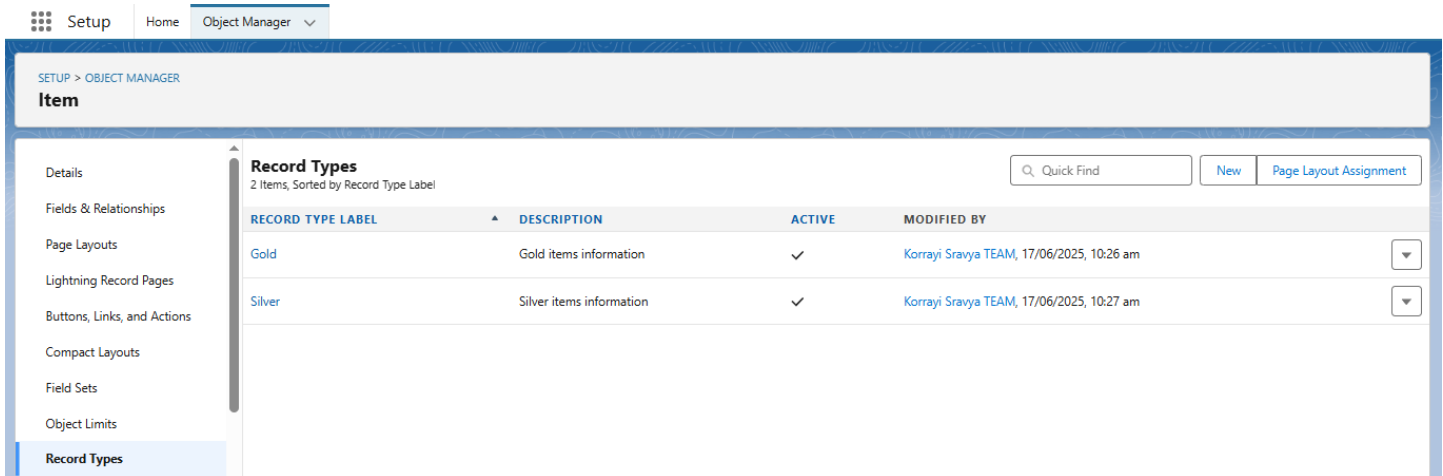 Setup Home Object Manager
SETUP > OBJECT MANAGER
Item
Details
Fields & Relationships
Page Layouts
Lightning Record Pages
Buttons, Links, and Actions
Compact Layouts
Field Sets
Object Limits
Record Types
Record Types
2 Items, Sorted by Record Type Label
Quick Find New Page Layout Assignment
RECORD TYPE LABEL DESCRIPTION ACTIVE MODIFIED BY
Gold Gold items information Korrayi Sravya TEAM, 17/06/2025, 10:26 am
Silver Silver items information Korrayi Sravya TEAM, 17/06/2025, 10:27 am